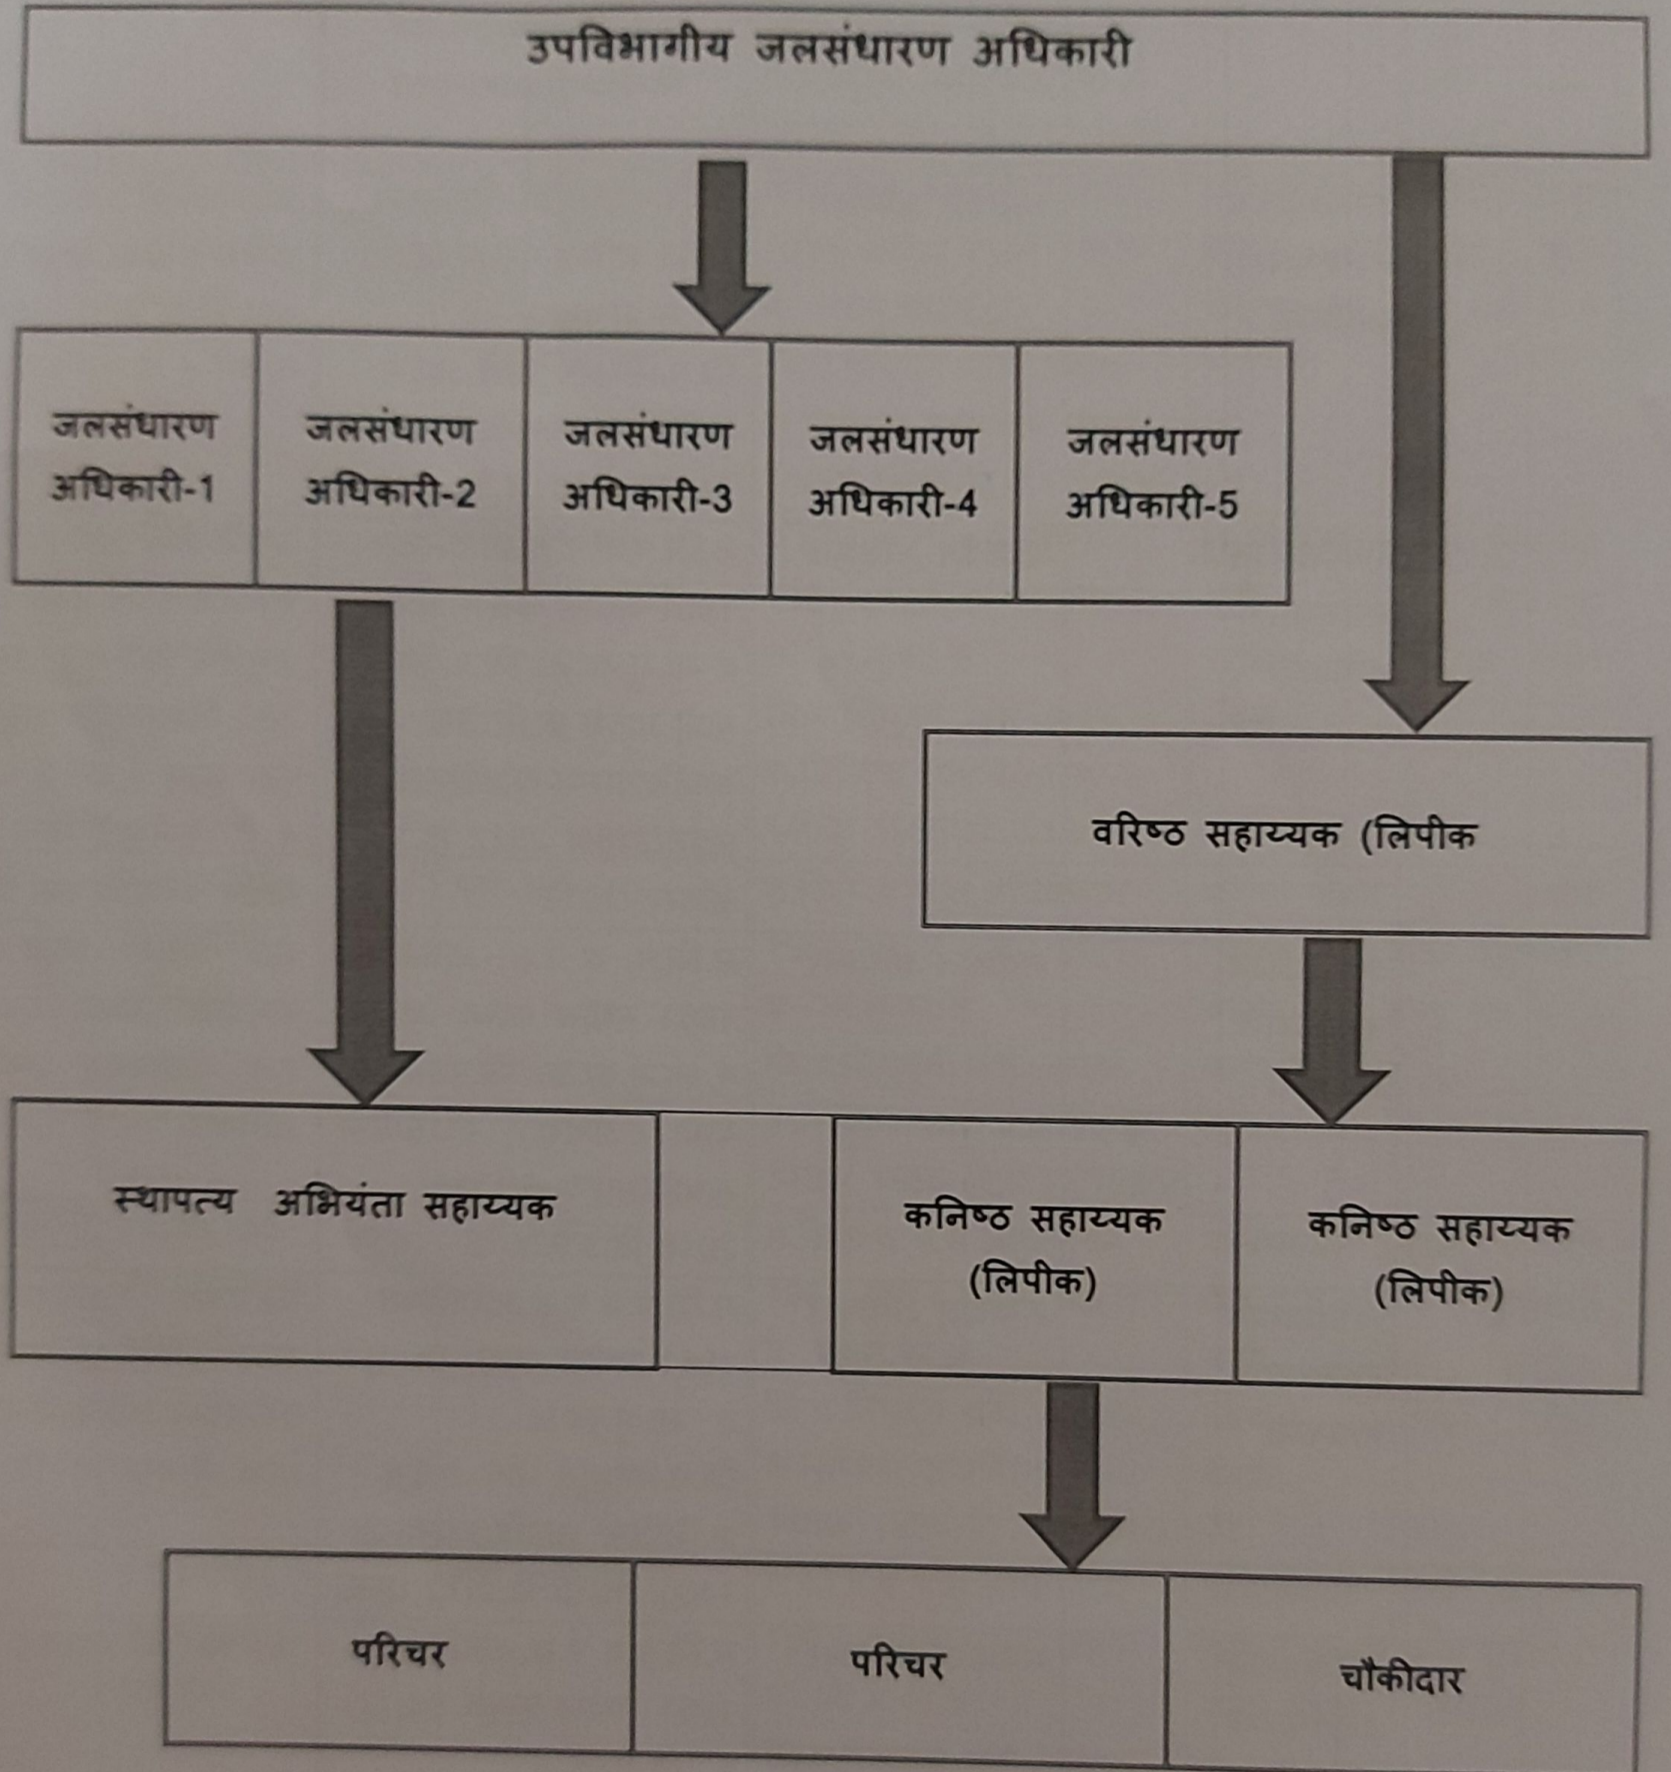 उपविभागीय जलसंधारण अधिकारी
जलसंधारण
अधिकारी-1
जलसंधारण
अधिकारी-2
जलसंधारण
अधिकारी-3
जलसंधारण
अधिकारी-4
जलसंधारण
अधिकारी-5
वरिष्ठ सहाय्यक (लिपीक
स्थापत्य अभियंता सहाय्यक
कनिष्ठ सहाय्यक
(लिपीक)
कनिष्ठ सहाय्यक
(लिपीक)
परिचर
परिचर
चौकीदार